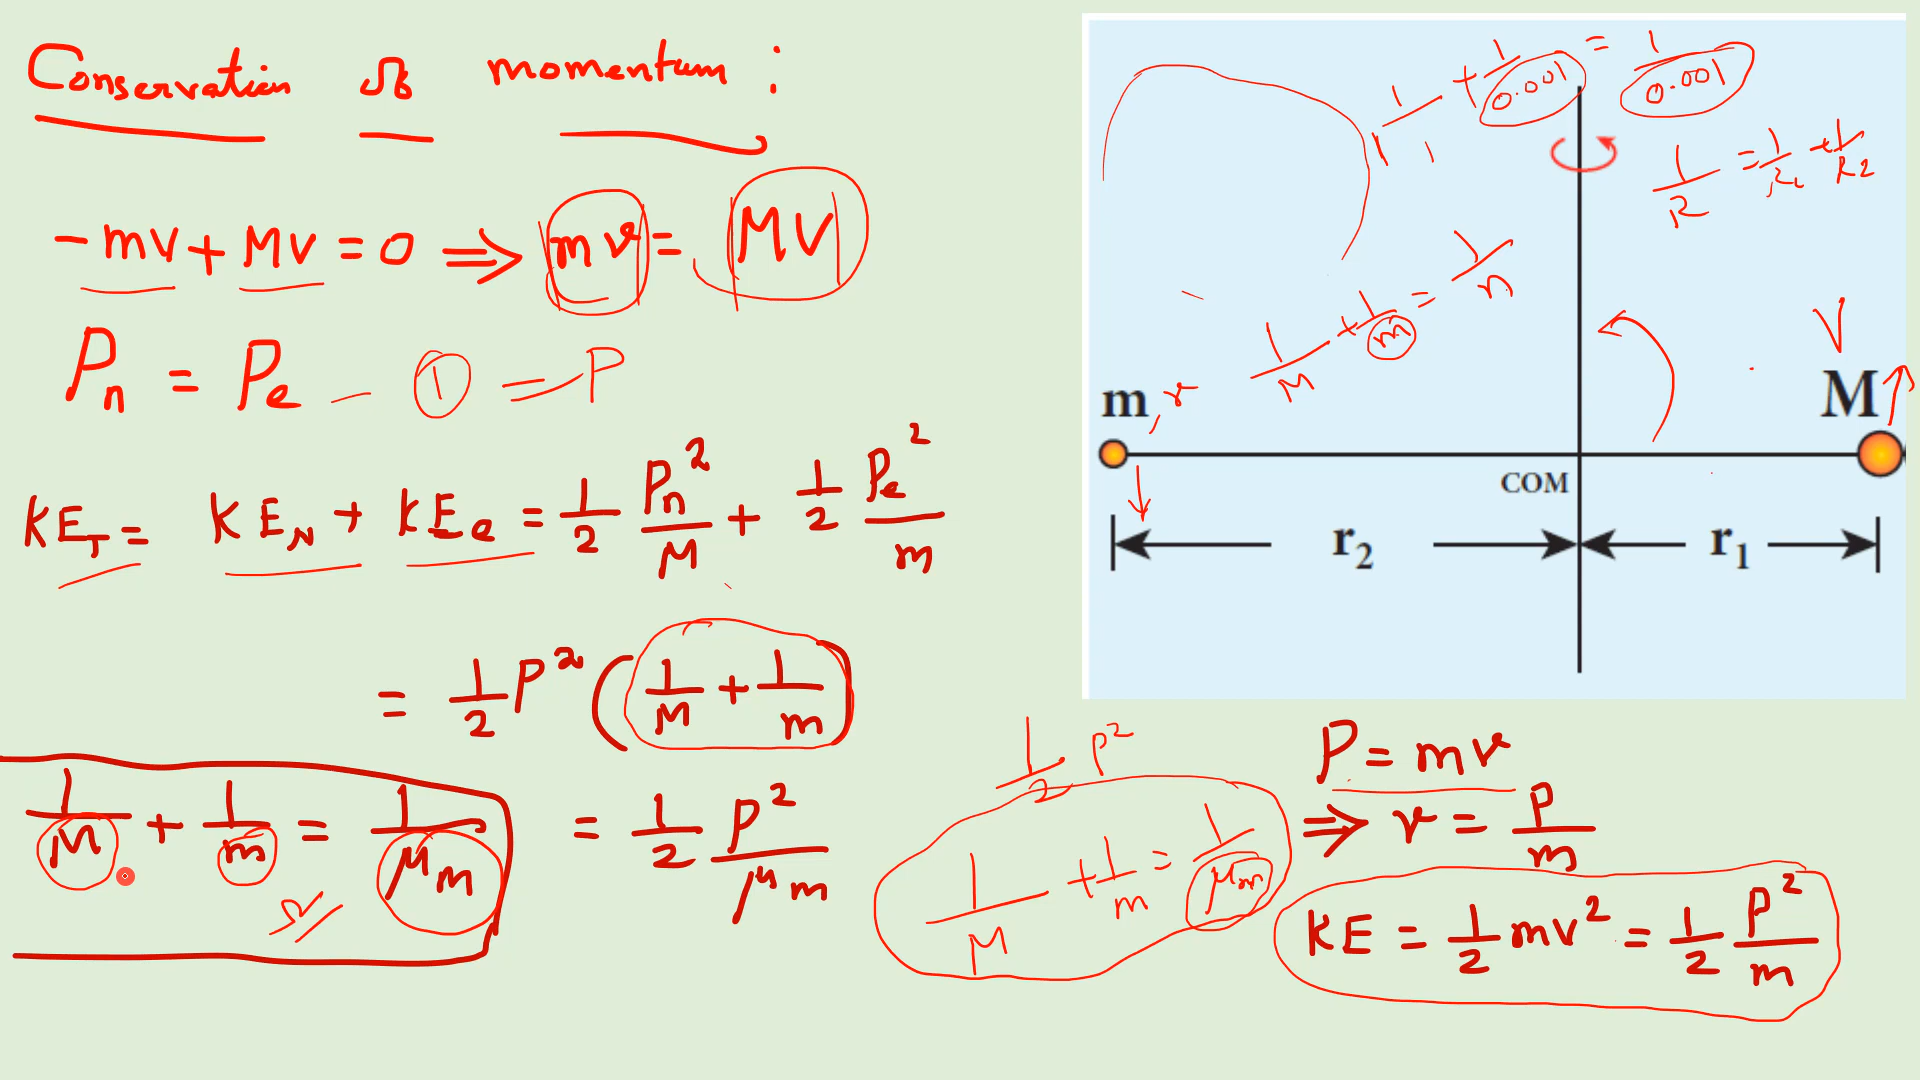 Conservation of momentum :
-mv + MV = 0 ⇒ mv = MV
Pn = Pe - ① = P
KE_T = KE_N + KE_e = 1/2 Pn²/M + 1/2 Pe²/m
= 1/2 P² (1/M + 1/m)
1/M + 1/m = 1/μm
= 1/2 P²/μm
1/2 P²
1/M + 1/m = 1/μm
P = mv
⇒ v = P/m
KE = 1/2 mv² = 1/2 P²/m
1/1 + 1/0.001 = 1/0.001
1/R = 1/R1 + 1/R2
1/M + 1/m = 1/n
m, v
V
M
COM
r₂
r₁